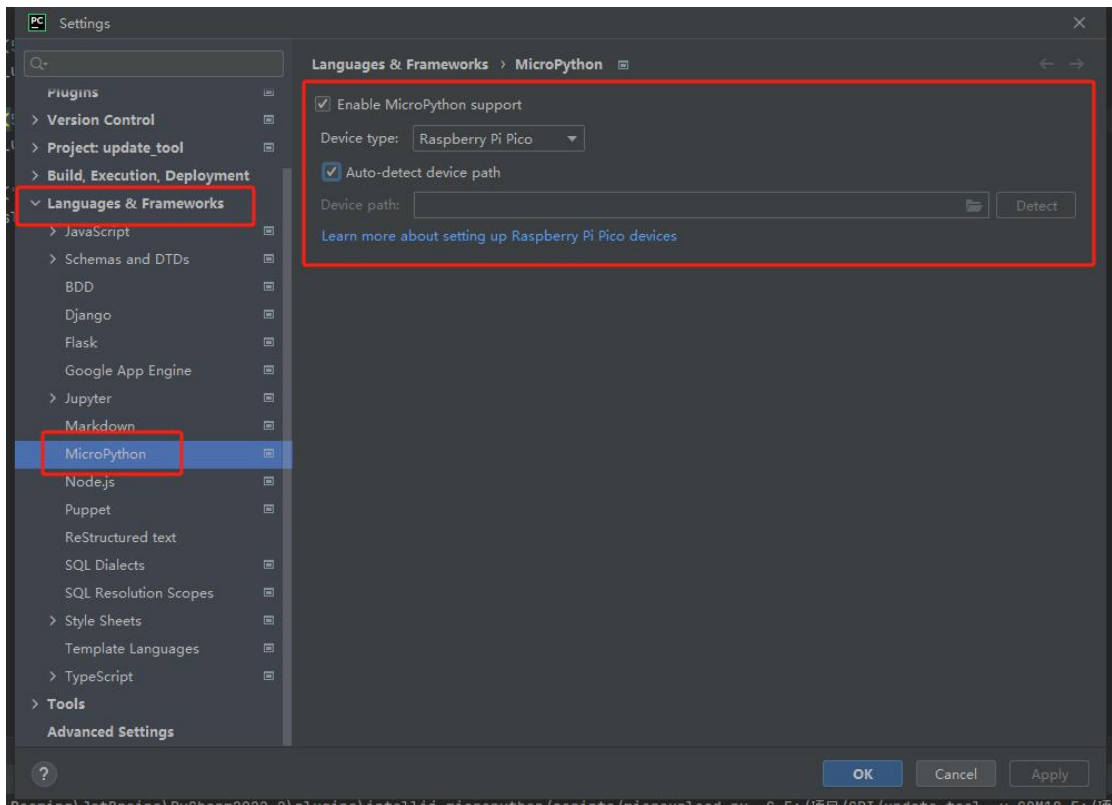 PC Settings
Plugins
Version Control
Project: update_tool
Build, Execution, Deployment
Languages & Frameworks
JavaScript
Schemas and DTDs
BDD
Django
Flask
Google App Engine
Jupyter
Markdown
MicroPython
Node.js
Puppet
ReStructured text
SQL Dialects
SQL Resolution Scopes
Style Sheets
Template Languages
TypeScript
Tools
Advanced Settings
Languages & Frameworks › MicroPython
Enable MicroPython support
Device type: Raspberry Pi Pico
Auto-detect device path
Device path: Detect
Learn more about setting up Raspberry Pi Pico devices
? OK Cancel Apply